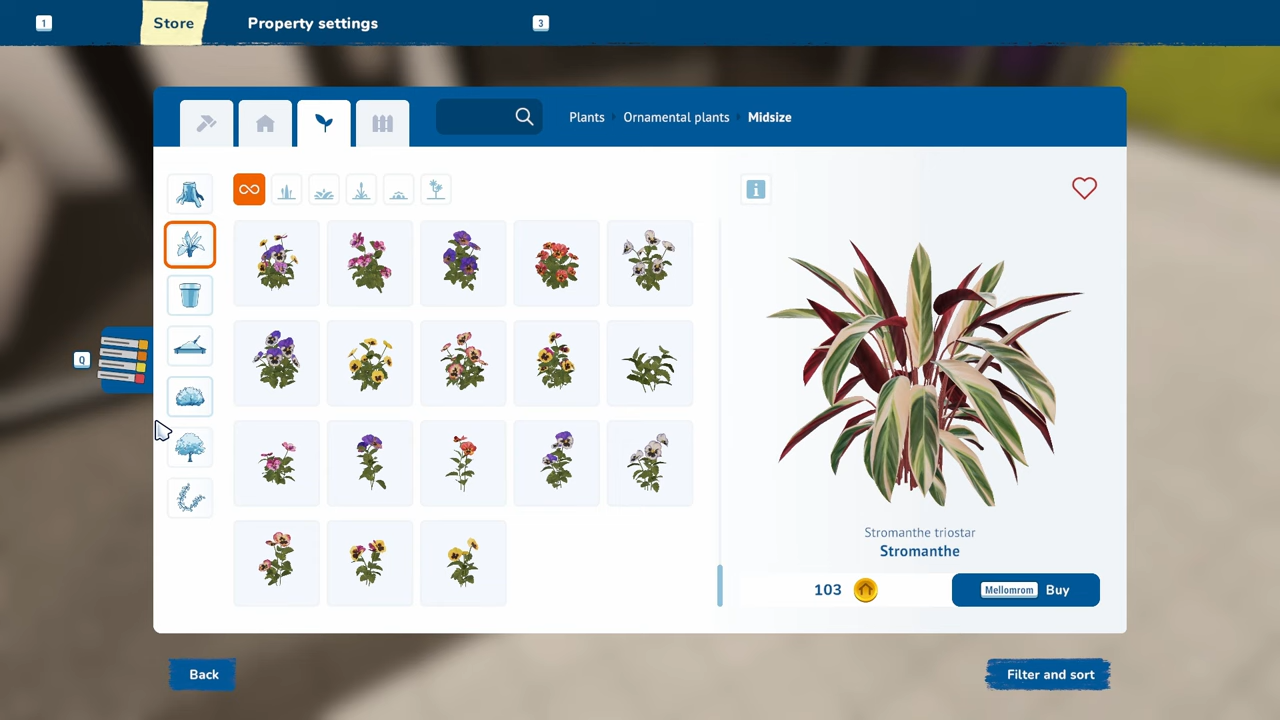 1
Store
Property settings
3
Plants
Ornamental plants
Midsize
i
Q
Stromanthe triostar
Stromanthe
103
Mellomrom
Buy
Back
Filter and sort